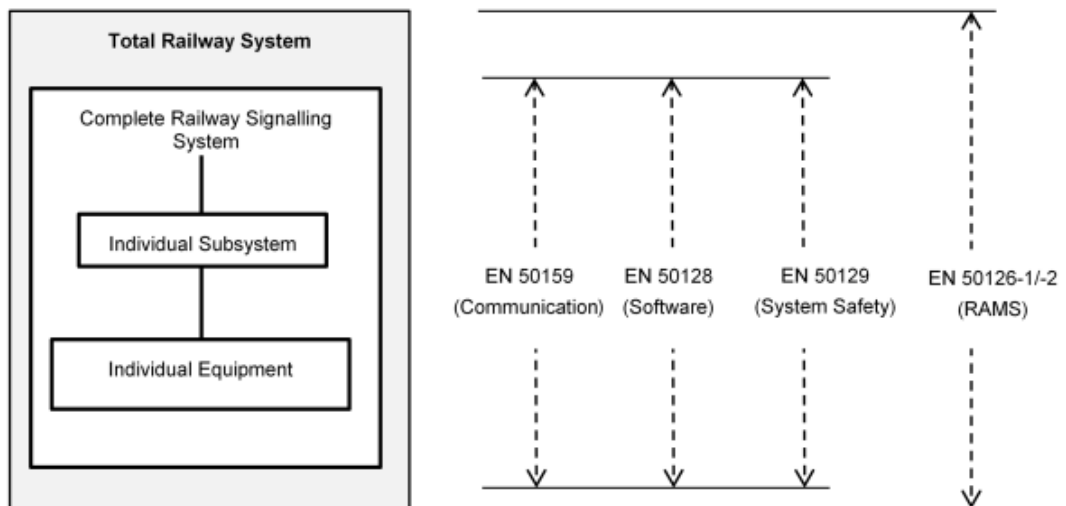 Total Railway System
Complete Railway Signalling
System
Individual Subsystem
Individual Equipment
EN 50159
(Communication)
EN 50128
(Software)
EN 50129
(System Safety)
EN 50126-1/-2
(RAMS)